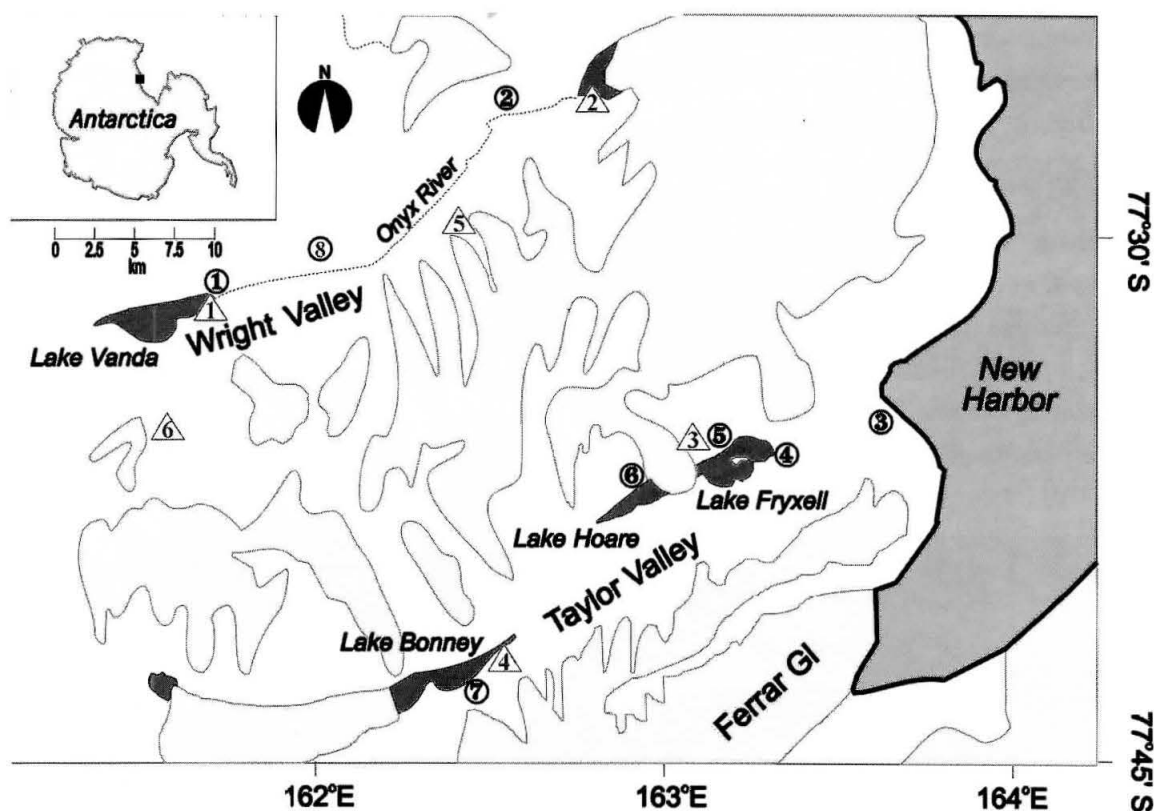 Antarctica
N
0 2.5 5 7.5 10
km
②
2
Onyx River
5
⑧
77°30' S
①
1
Wright Valley
Lake Vanda
New
Harbor
③
6
3
⑤
④
⑥
Lake Fryxell
Lake Hoare
Taylor Valley
Lake Bonney
4
⑦
Ferrar Gl
77°45' S
162°E 163°E 164°E